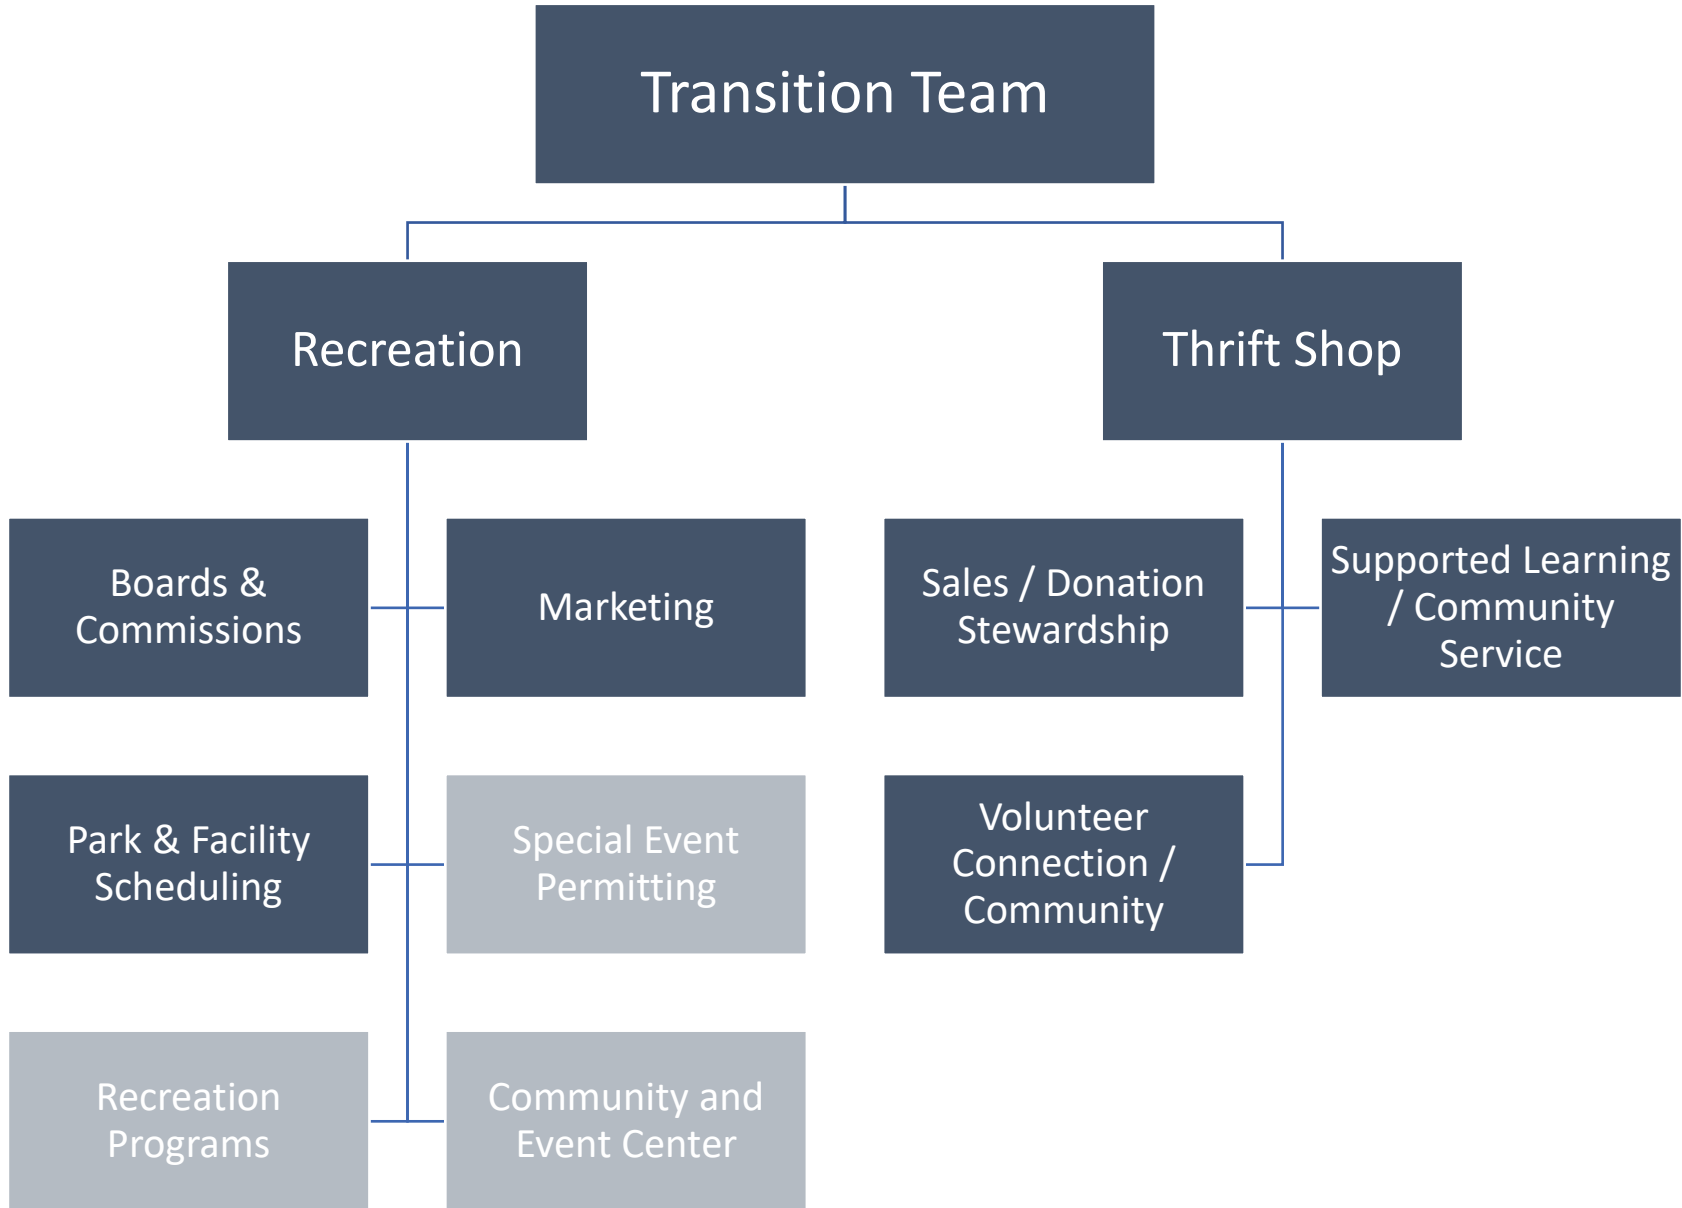 Transition Team
Recreation
Thrift Shop
Boards &
Commissions
Marketing
Sales / Donation
Stewardship
Supported Learning
/ Community
Service
Park & Facility
Scheduling
Special Event
Permitting
Volunteer
Connection /
Community
Recreation
Programs
Community and
Event Center